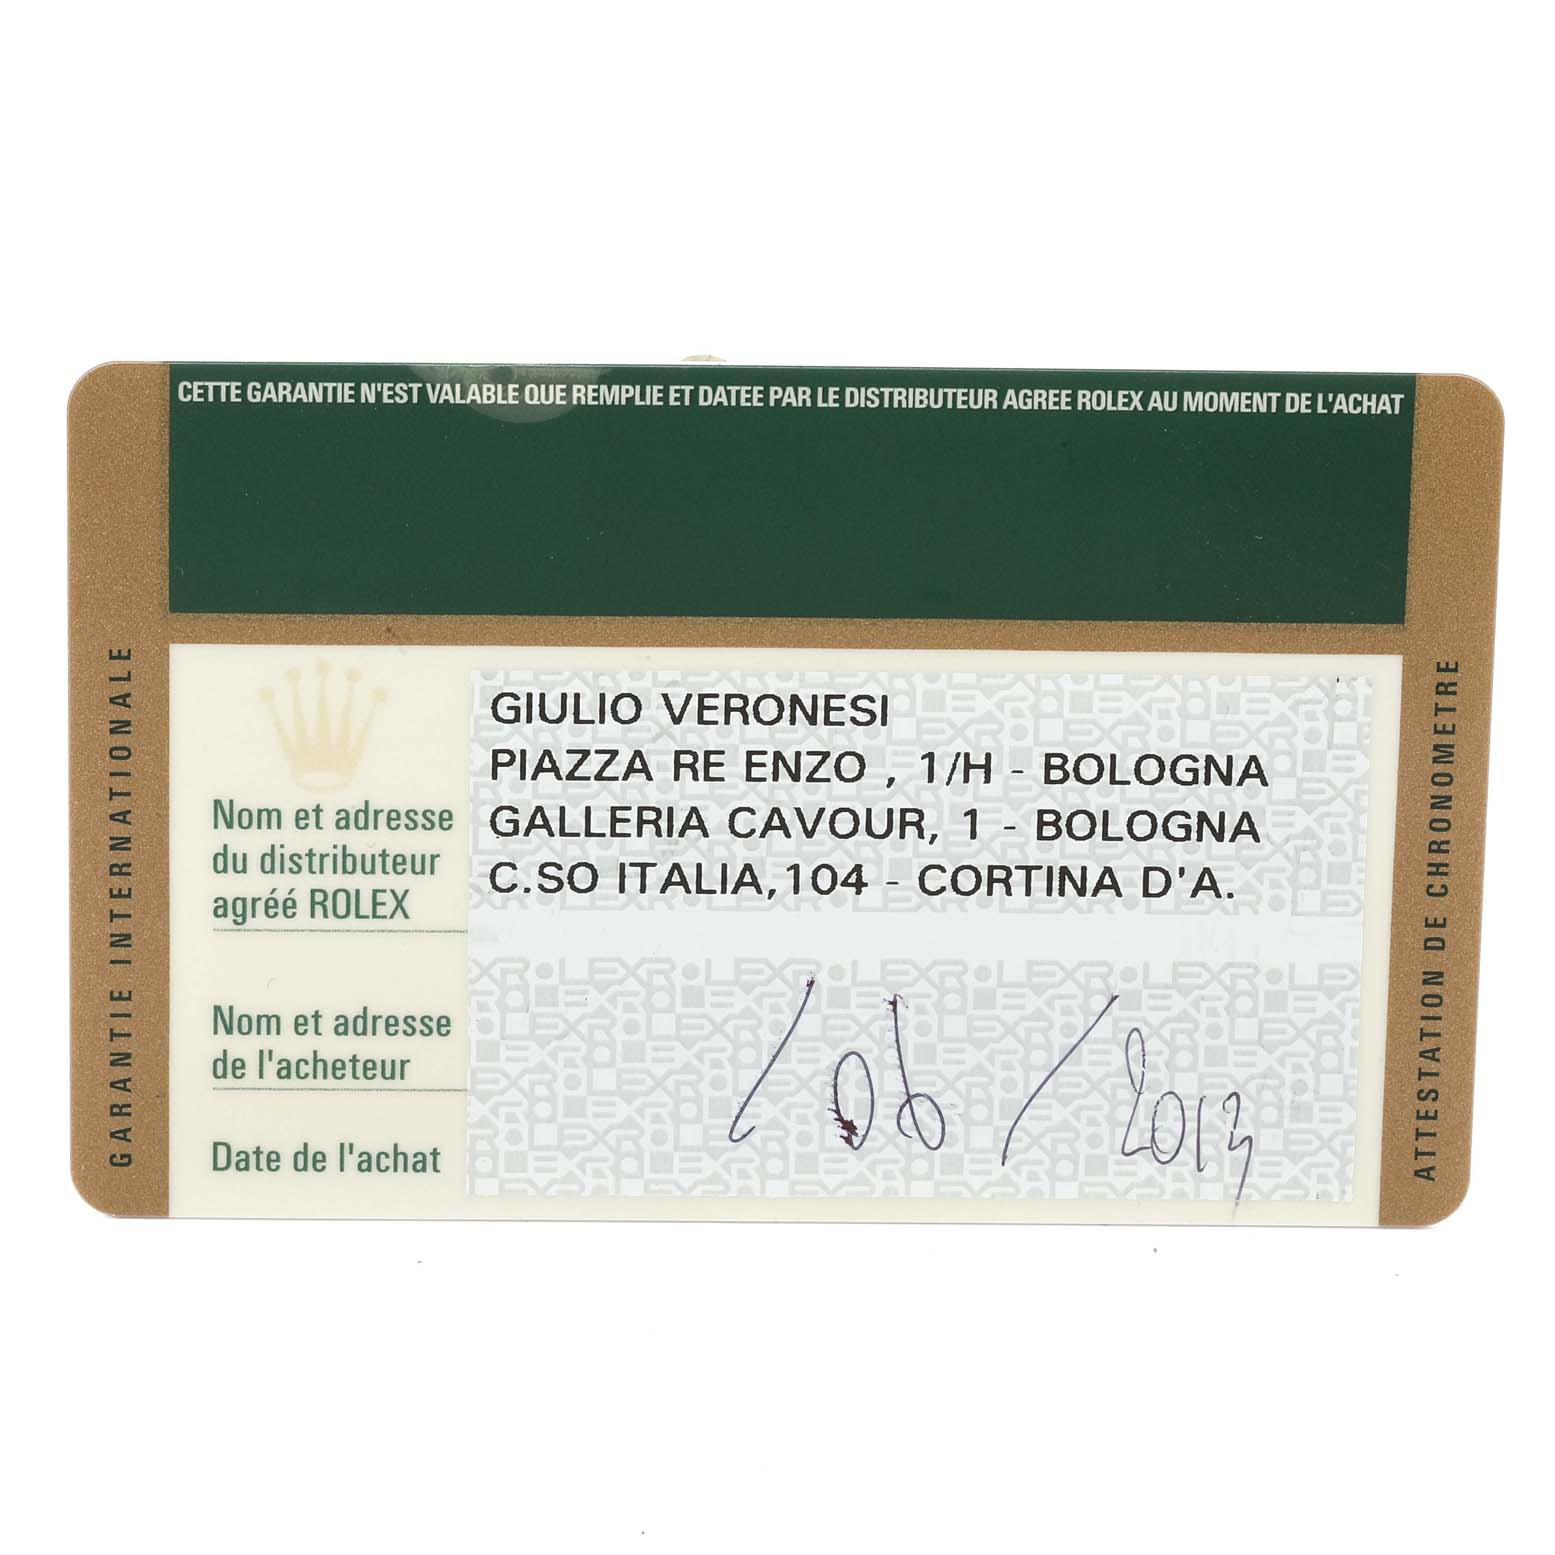 CETTE GARANTIE N'EST VALABLE QUE REMPLIE ET DATEE PAR LE DISTRIBUTEUR AGREE ROLEX AU MOMENT DE L'ACHAT
GARANTIE INTERNATIONALE
Nom et adresse
du distributeur
agréé ROLEX
GIULIO VERONESI
PIAZZA RE ENZO , 1/H - BOLOGNA
GALLERIA CAVOUR, 1 - BOLOGNA
C.SO ITALIA,104 - CORTINA D'A.
Nom et adresse
de l'acheteur
Date de l'achat
/ 06 / 2013
ATTESTATION DE CHRONOMETRE